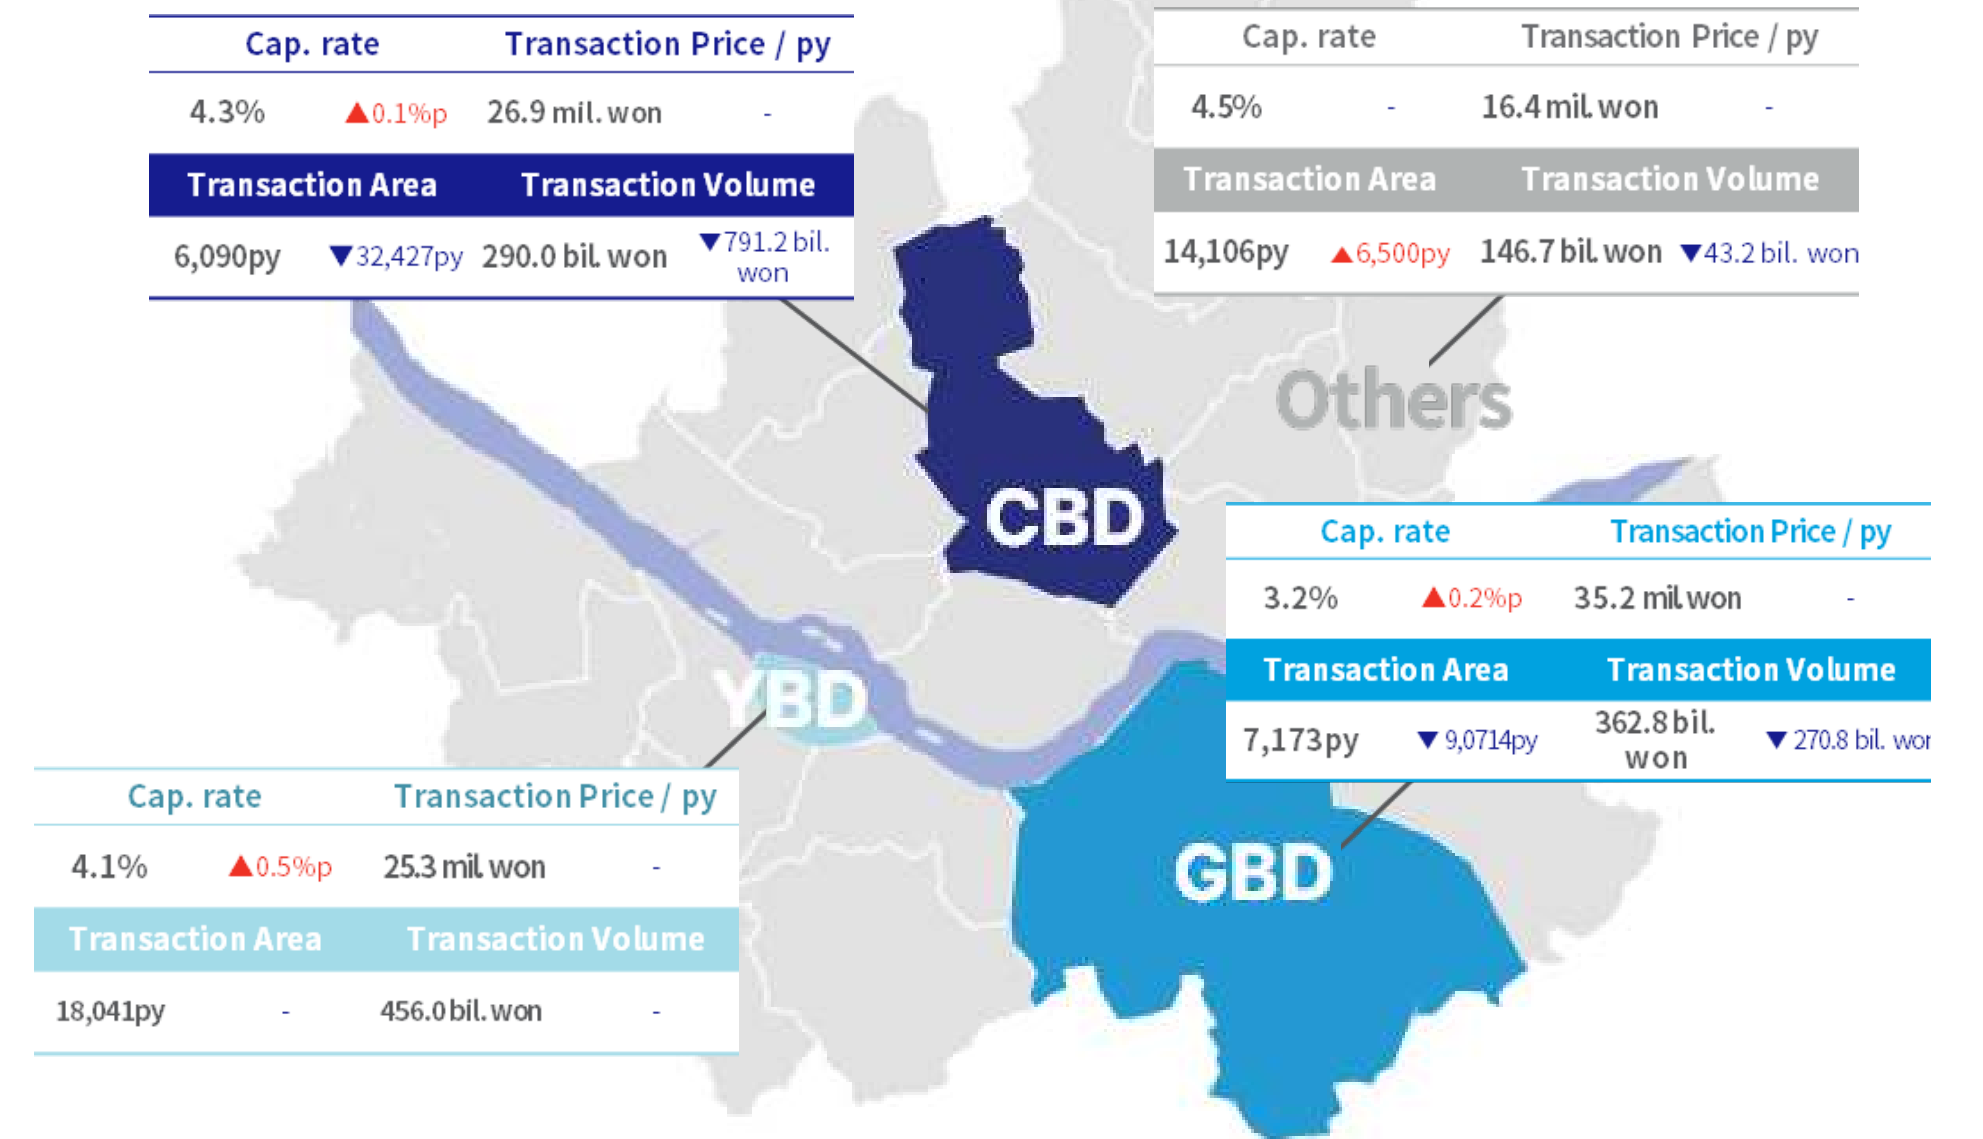 Cap. rate Transaction Price / py
4.3% ▲0.1%p 26.9 mil. won -
Transaction Area Transaction Volume
6,090py ▼32,427py 290.0 bil. won ▼791.2 bil. won
Cap. rate Transaction Price / py
4.5% - 16.4 mil. won -
Transaction Area Transaction Volume
14,106py ▲6,500py 146.7 bil. won ▼43.2 bil. won
Others
CBD
Cap. rate Transaction Price / py
3.2% ▲0.2%p 35.2 mil. won -
Transaction Area Transaction Volume
7,173py ▼ 9,0714py 362.8 bil. won ▼ 270.8 bil. won
YBD
Cap. rate Transaction Price / py
4.1% ▲0.5%p 25.3 mil. won -
Transaction Area Transaction Volume
18,041py - 456.0 bil. won -
GBD